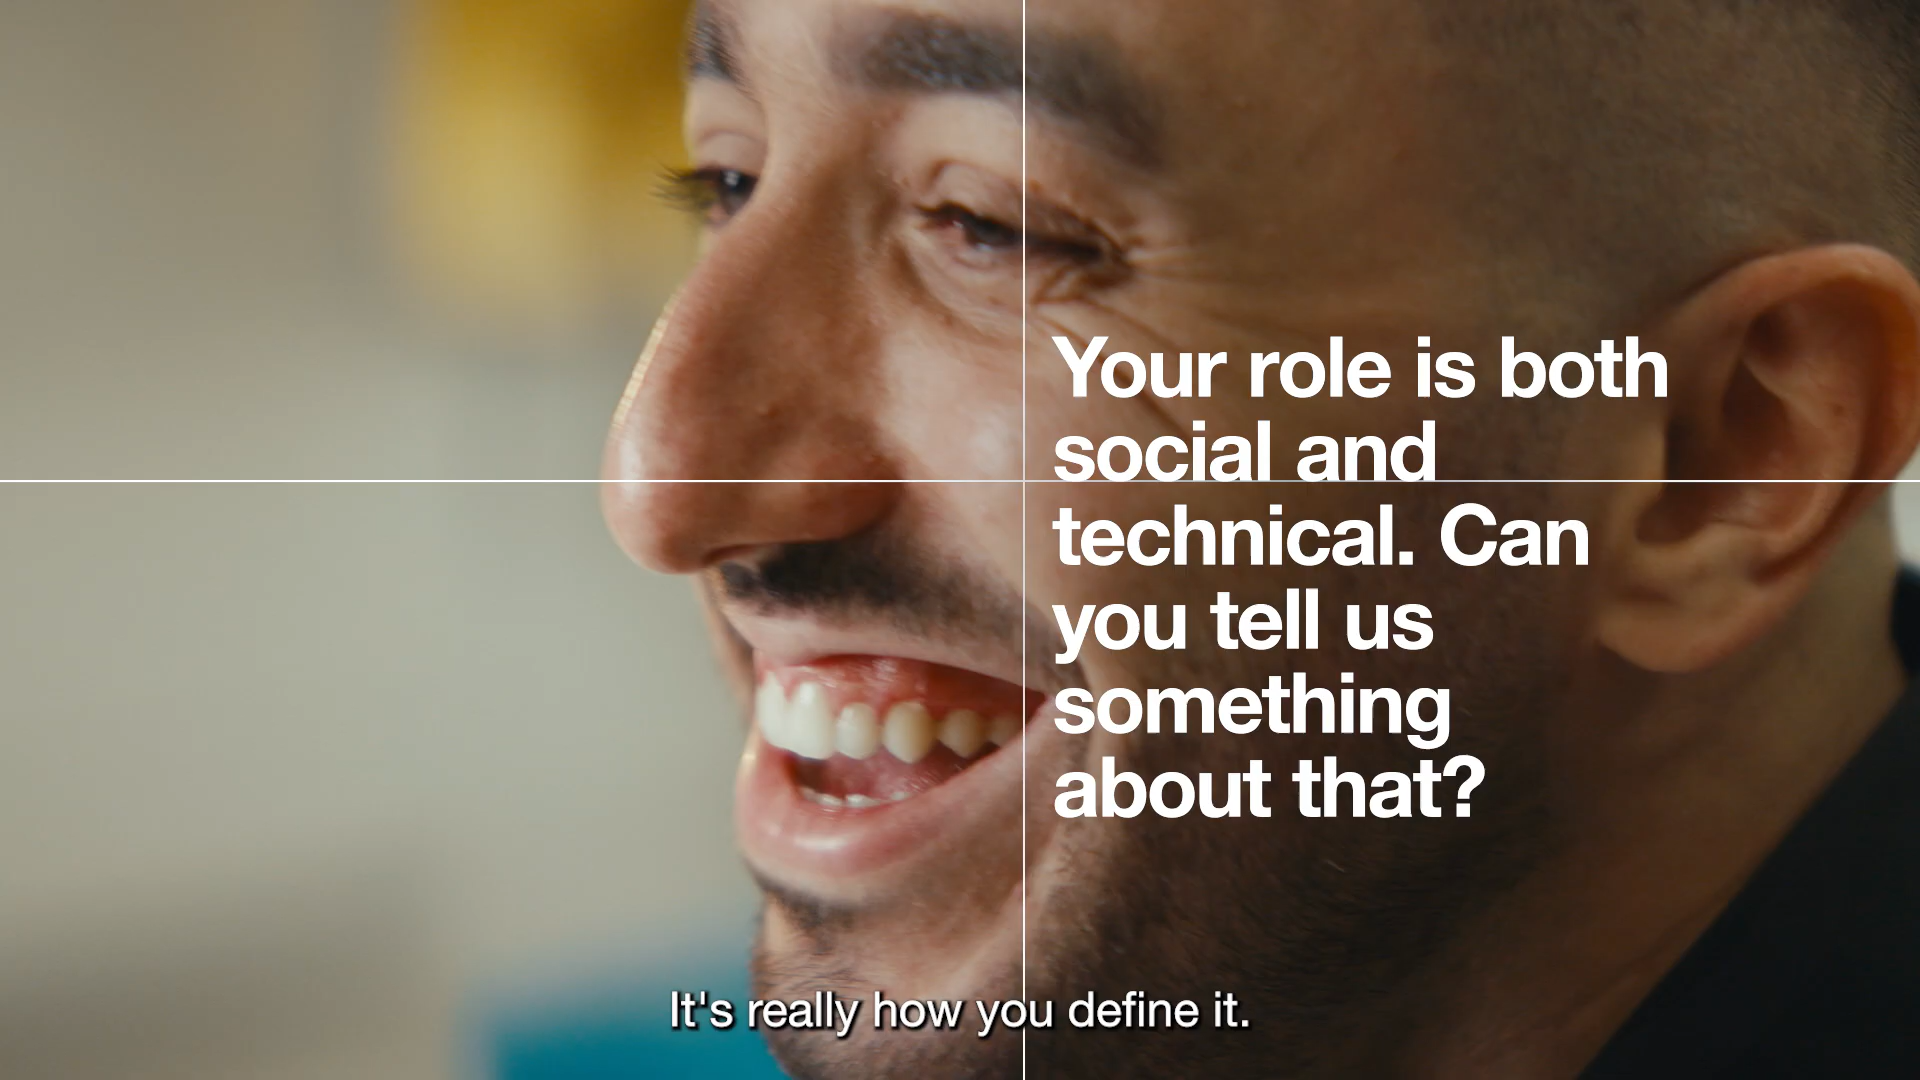 Your role is both
social and
technical. Can
you tell us
something
about that?
It's really how you define it.